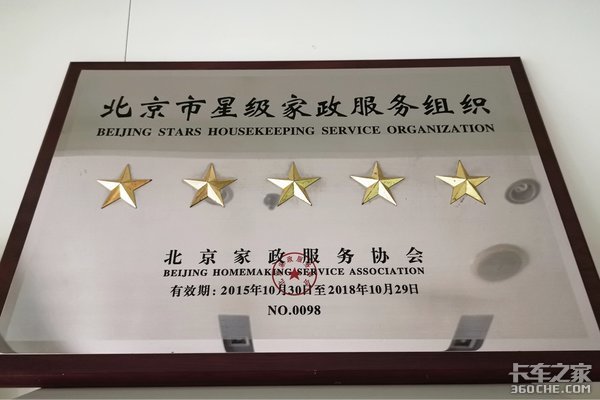 北京市星级家政服务组织
BEIJING STARS HOUSEKEEPING SERVICE ORGANIZATION
北京家政服务协会
BEIJING HOMEMAKING SERVICE ASSOCIATION
有效期：2015年10月30日至2018年10月29日
NO.0098
卡车之家
360CHE.COM